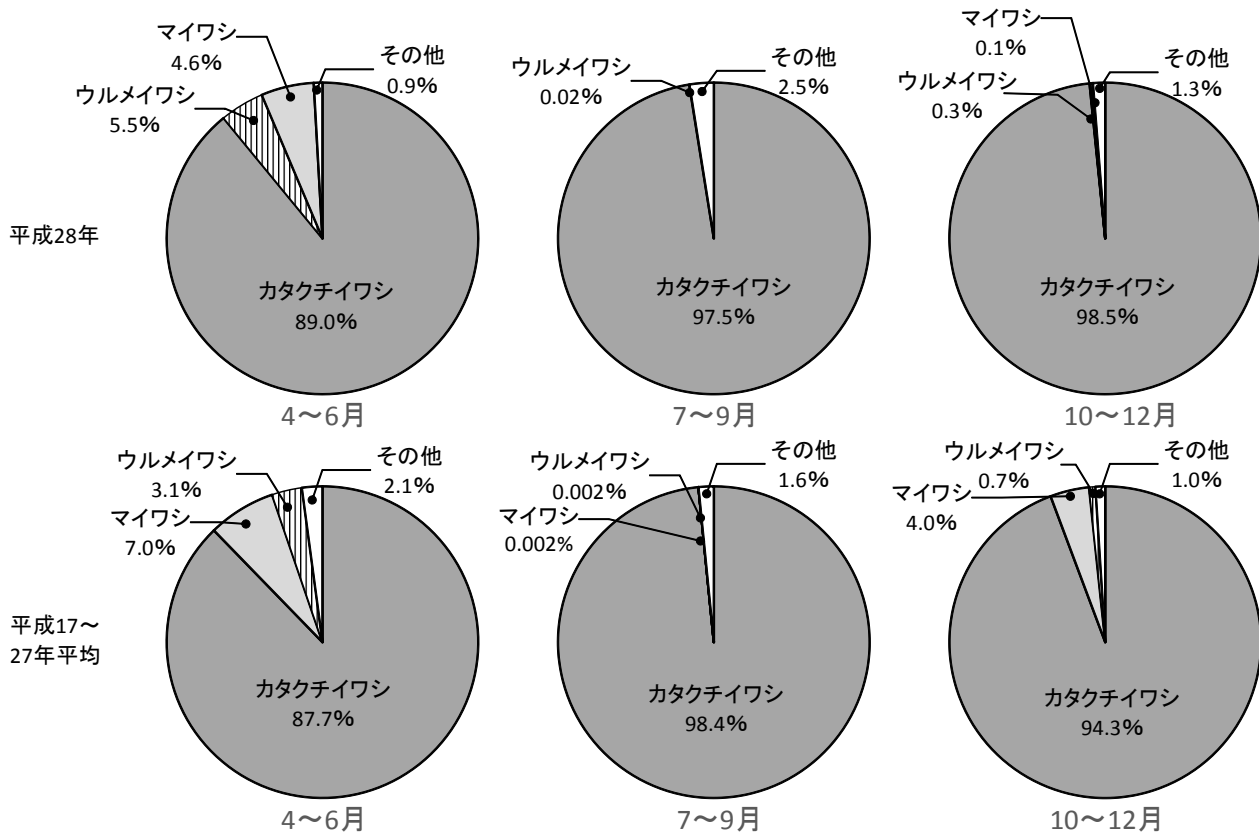 マイワシ
4.6%
その他
0.9%
ウルメイワシ
5.5%
カタクチイワシ
89.0%
4～6月
ウルメイワシ
0.02%
その他
2.5%
カタクチイワシ
97.5%
7～9月
マイワシ
0.1%
ウルメイワシ
0.3%
その他
1.3%
カタクチイワシ
98.5%
10～12月
平成28年
ウルメイワシ
3.1%
その他
2.1%
マイワシ
7.0%
カタクチイワシ
87.7%
4～6月
ウルメイワシ
0.002%
その他
1.6%
マイワシ
0.002%
カタクチイワシ
98.4%
7～9月
ウルメイワシ
0.7%
その他
1.0%
マイワシ
4.0%
カタクチイワシ
94.3%
10～12月
平成17～
27年平均